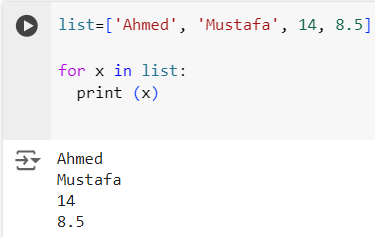 list=['Ahmed', 'Mustafa', 14, 8.5]
for x in list:
  print (x)
Ahmed
Mustafa
14
8.5